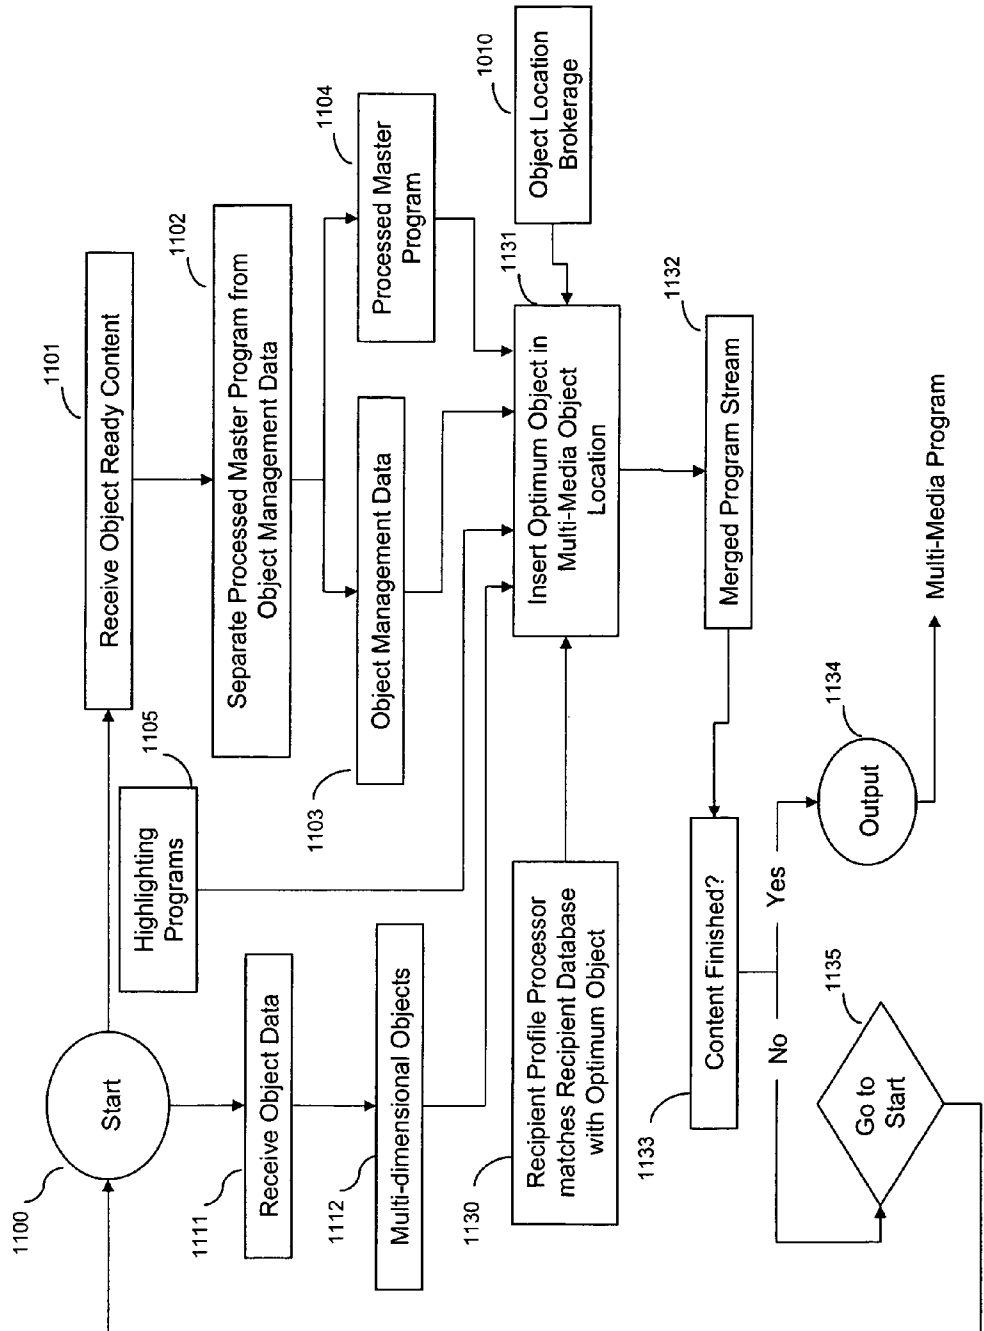 1100
Start
1105
Highlighting
Programs
1101
Receive Object Ready Content
1111
Receive Object Data
1102
Separate Processed Master Program from
Object Management Data
1112
Multi-dimensional Objects
1103
Object Management Data
1104
Processed Master
Program
1130
Recipient Profile Processor
matches Recipient Database
with Optimum Object
1131
Insert Optimum Object in
Multi-Media Object
Location
1010
Object Location
Brokerage
1133
Content Finished?
1132
Merged Program Stream
No
Yes
1135
Go to
Start
1134
Output
Multi-Media Program